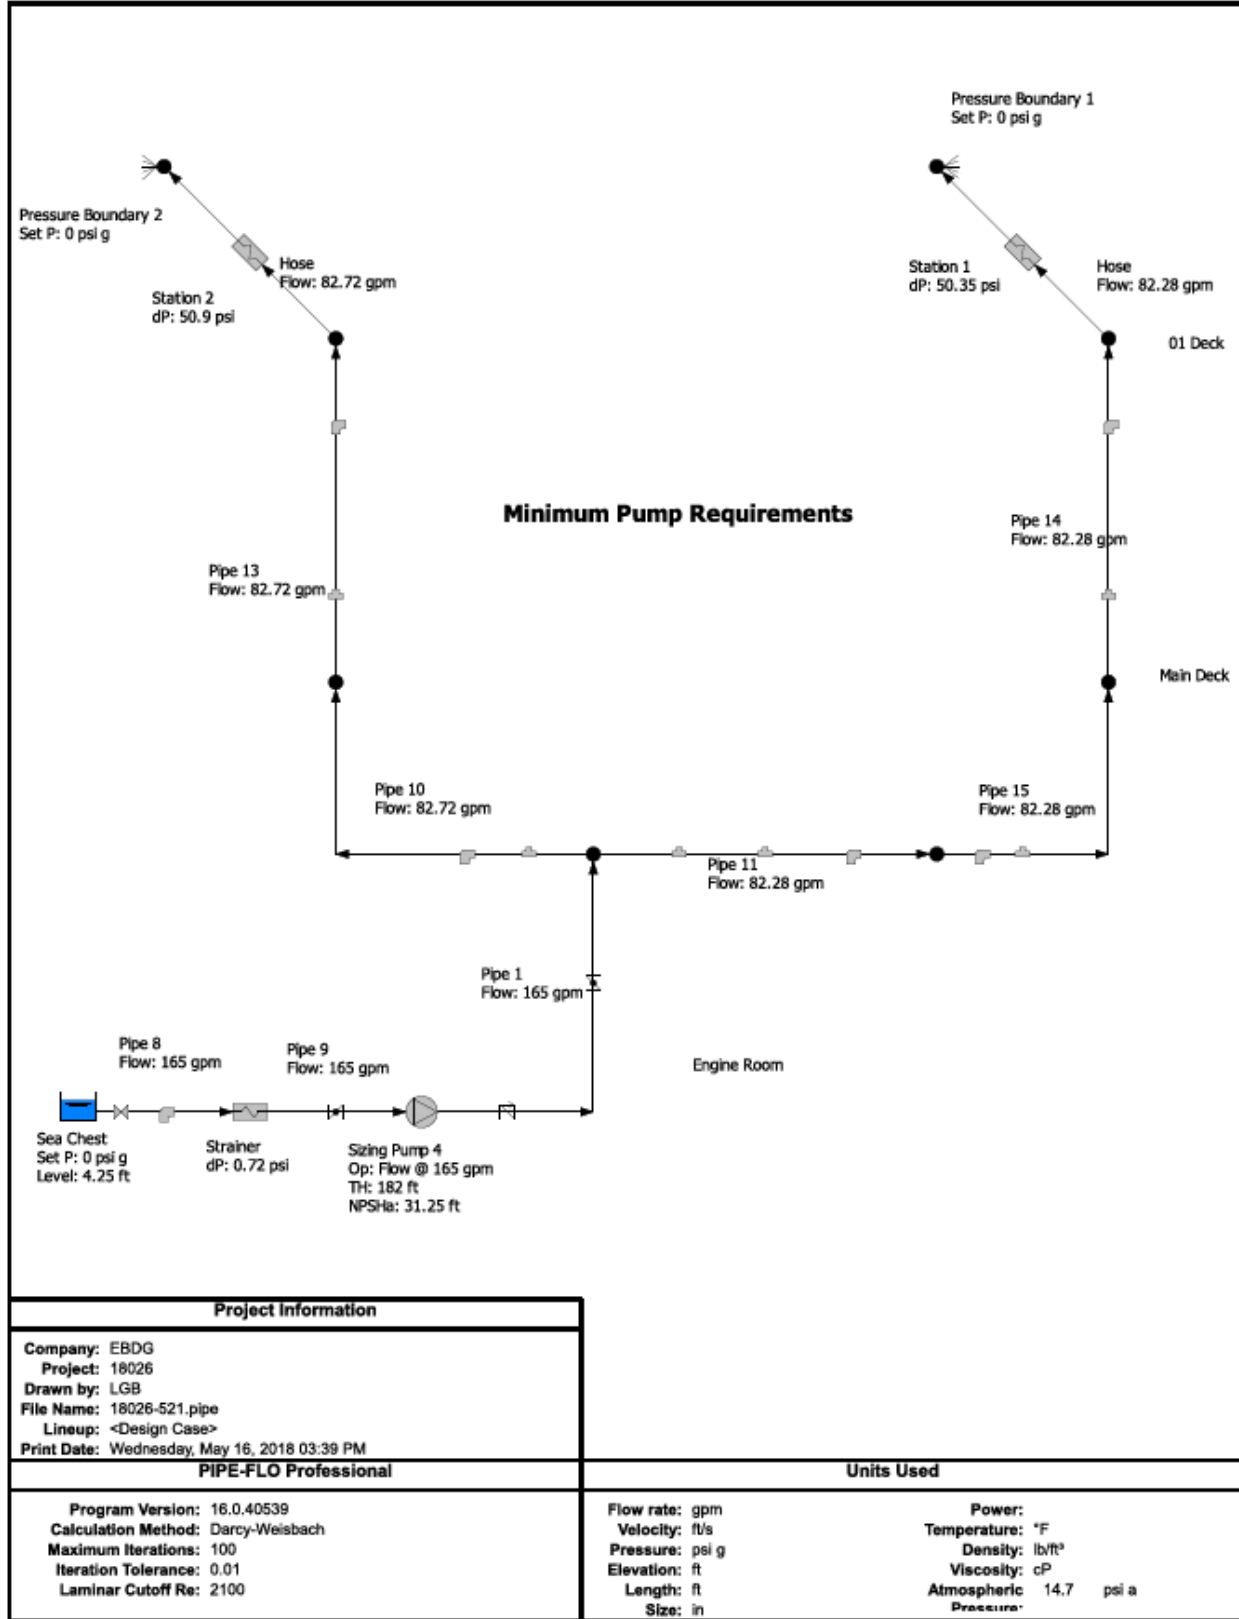 Pressure Boundary 1
Set P: 0 psi g
Pressure Boundary 2
Set P: 0 psi g
Hose
Flow: 82.72 gpm
Station 2
dP: 50.9 psi
Station 1
dP: 50.35 psi
Hose
Flow: 82.28 gpm
01 Deck
Minimum Pump Requirements
Pipe 14
Flow: 82.28 gpm
Pipe 13
Flow: 82.72 gpm
Main Deck
Pipe 10
Flow: 82.72 gpm
Pipe 15
Flow: 82.28 gpm
Pipe 11
Flow: 82.28 gpm
Pipe 1
Flow: 165 gpm
Pipe 8
Flow: 165 gpm
Pipe 9
Flow: 165 gpm
Engine Room
Sea Chest
Set P: 0 psi g
Level: 4.25 ft
Strainer
dP: 0.72 psi
Sizing Pump 4
Op: Flow @ 165 gpm
TH: 182 ft
NPSHa: 31.25 ft
Project Information
Company: EBDG
Project: 18026
Drawn by: LGB
File Name: 18026-521.pipe
Lineup: <Design Case>
Print Date: Wednesday, May 16, 2018 03:39 PM
PIPE-FLO Professional
Program Version: 16.0.40539
Calculation Method: Darcy-Weisbach
Maximum Iterations: 100
Iteration Tolerance: 0.01
Laminar Cutoff Re: 2100
Units Used
Flow rate: gpm
Velocity: ft/s
Pressure: psi g
Elevation: ft
Length: ft
Size: in
Power:
Temperature: °F
Density: lb/ft³
Viscosity: cP
Atmospheric 14.7 psi a
Pressure: